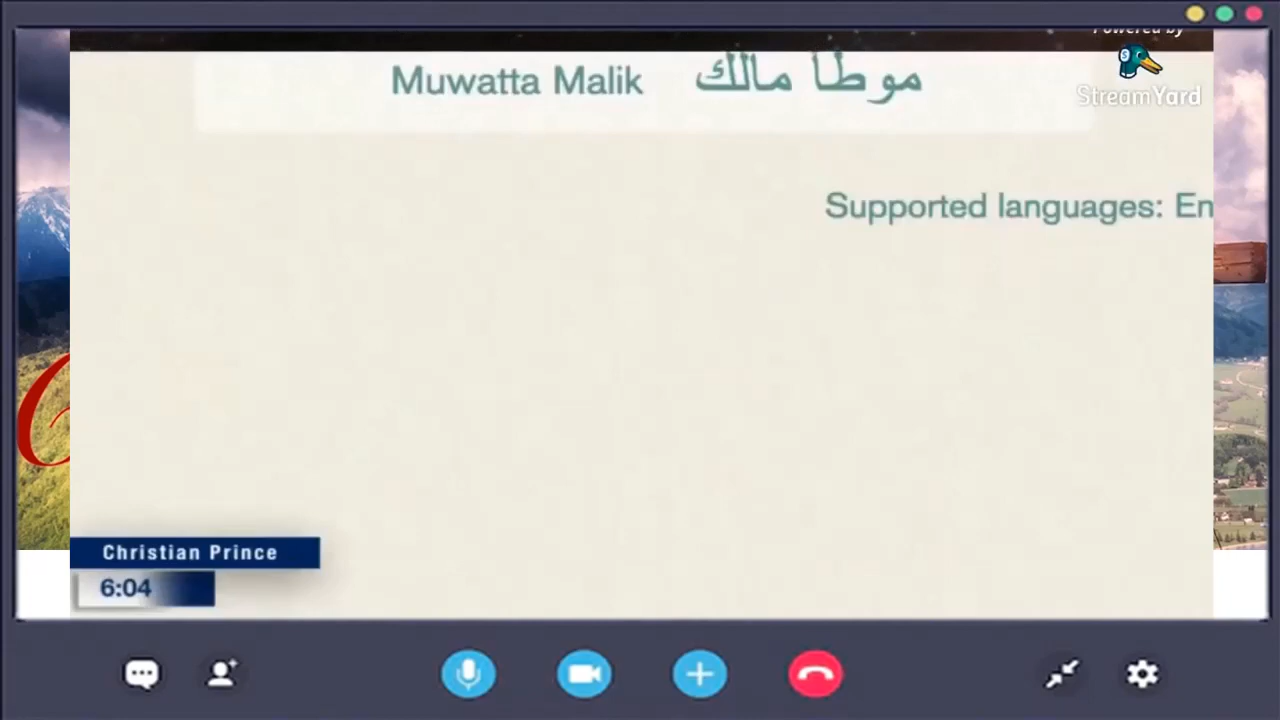 Powered by
StreamYard
Muwatta Malik موطأ مالك
Supported languages: En
Christian Prince
6:04